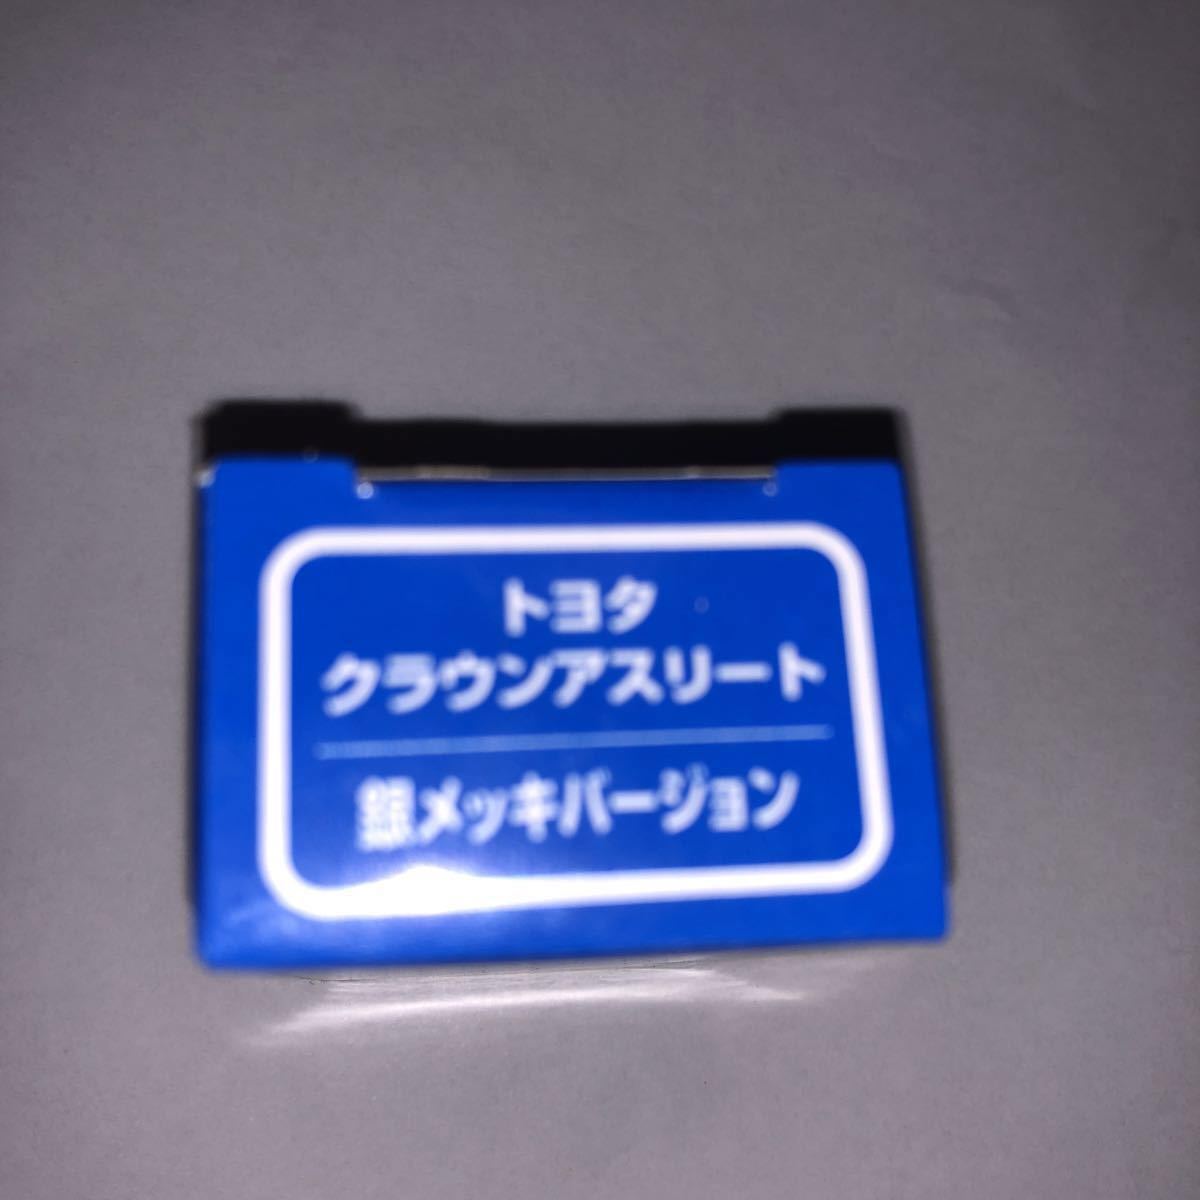 トヨタ
クラウンアスリート
銀メッキバージョン